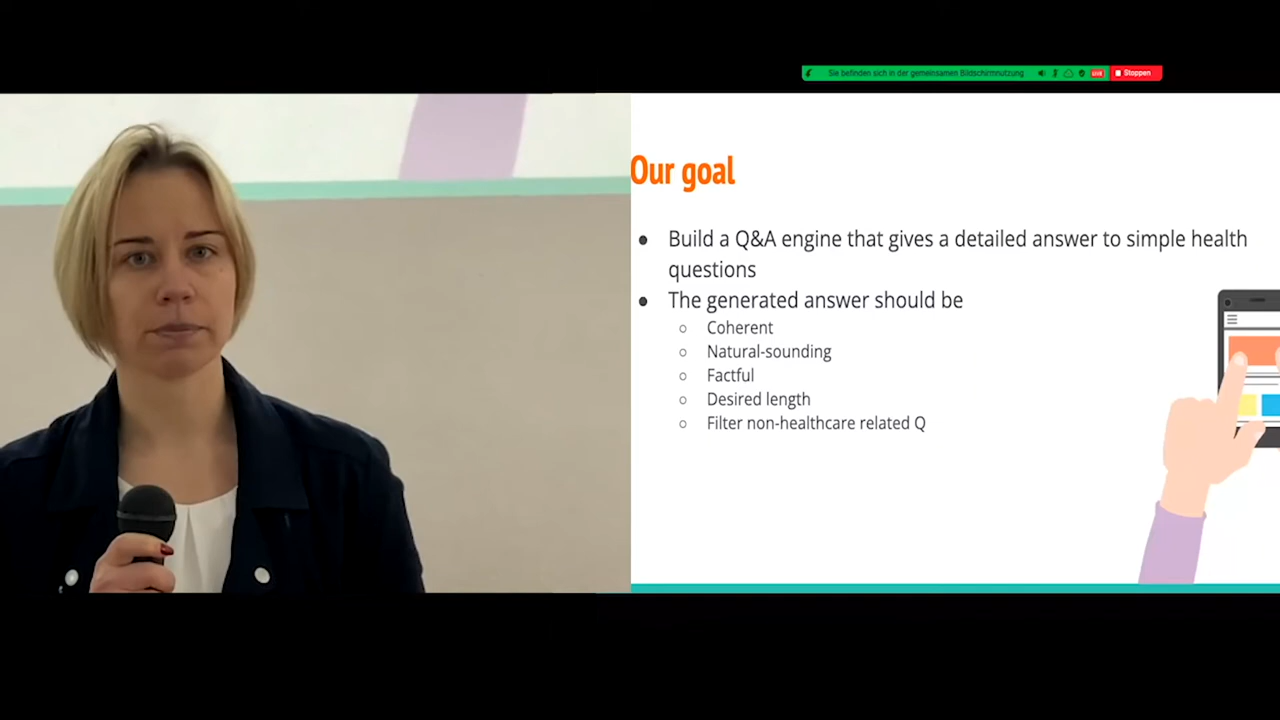 Sie befinden sich in der gemeinsamen Bildschirmnutzung LIVE Stoppen
Our goal
● Build a Q&A engine that gives a detailed answer to simple health
questions
● The generated answer should be
○ Coherent
○ Natural-sounding
○ Factful
○ Desired length
○ Filter non-healthcare related Q